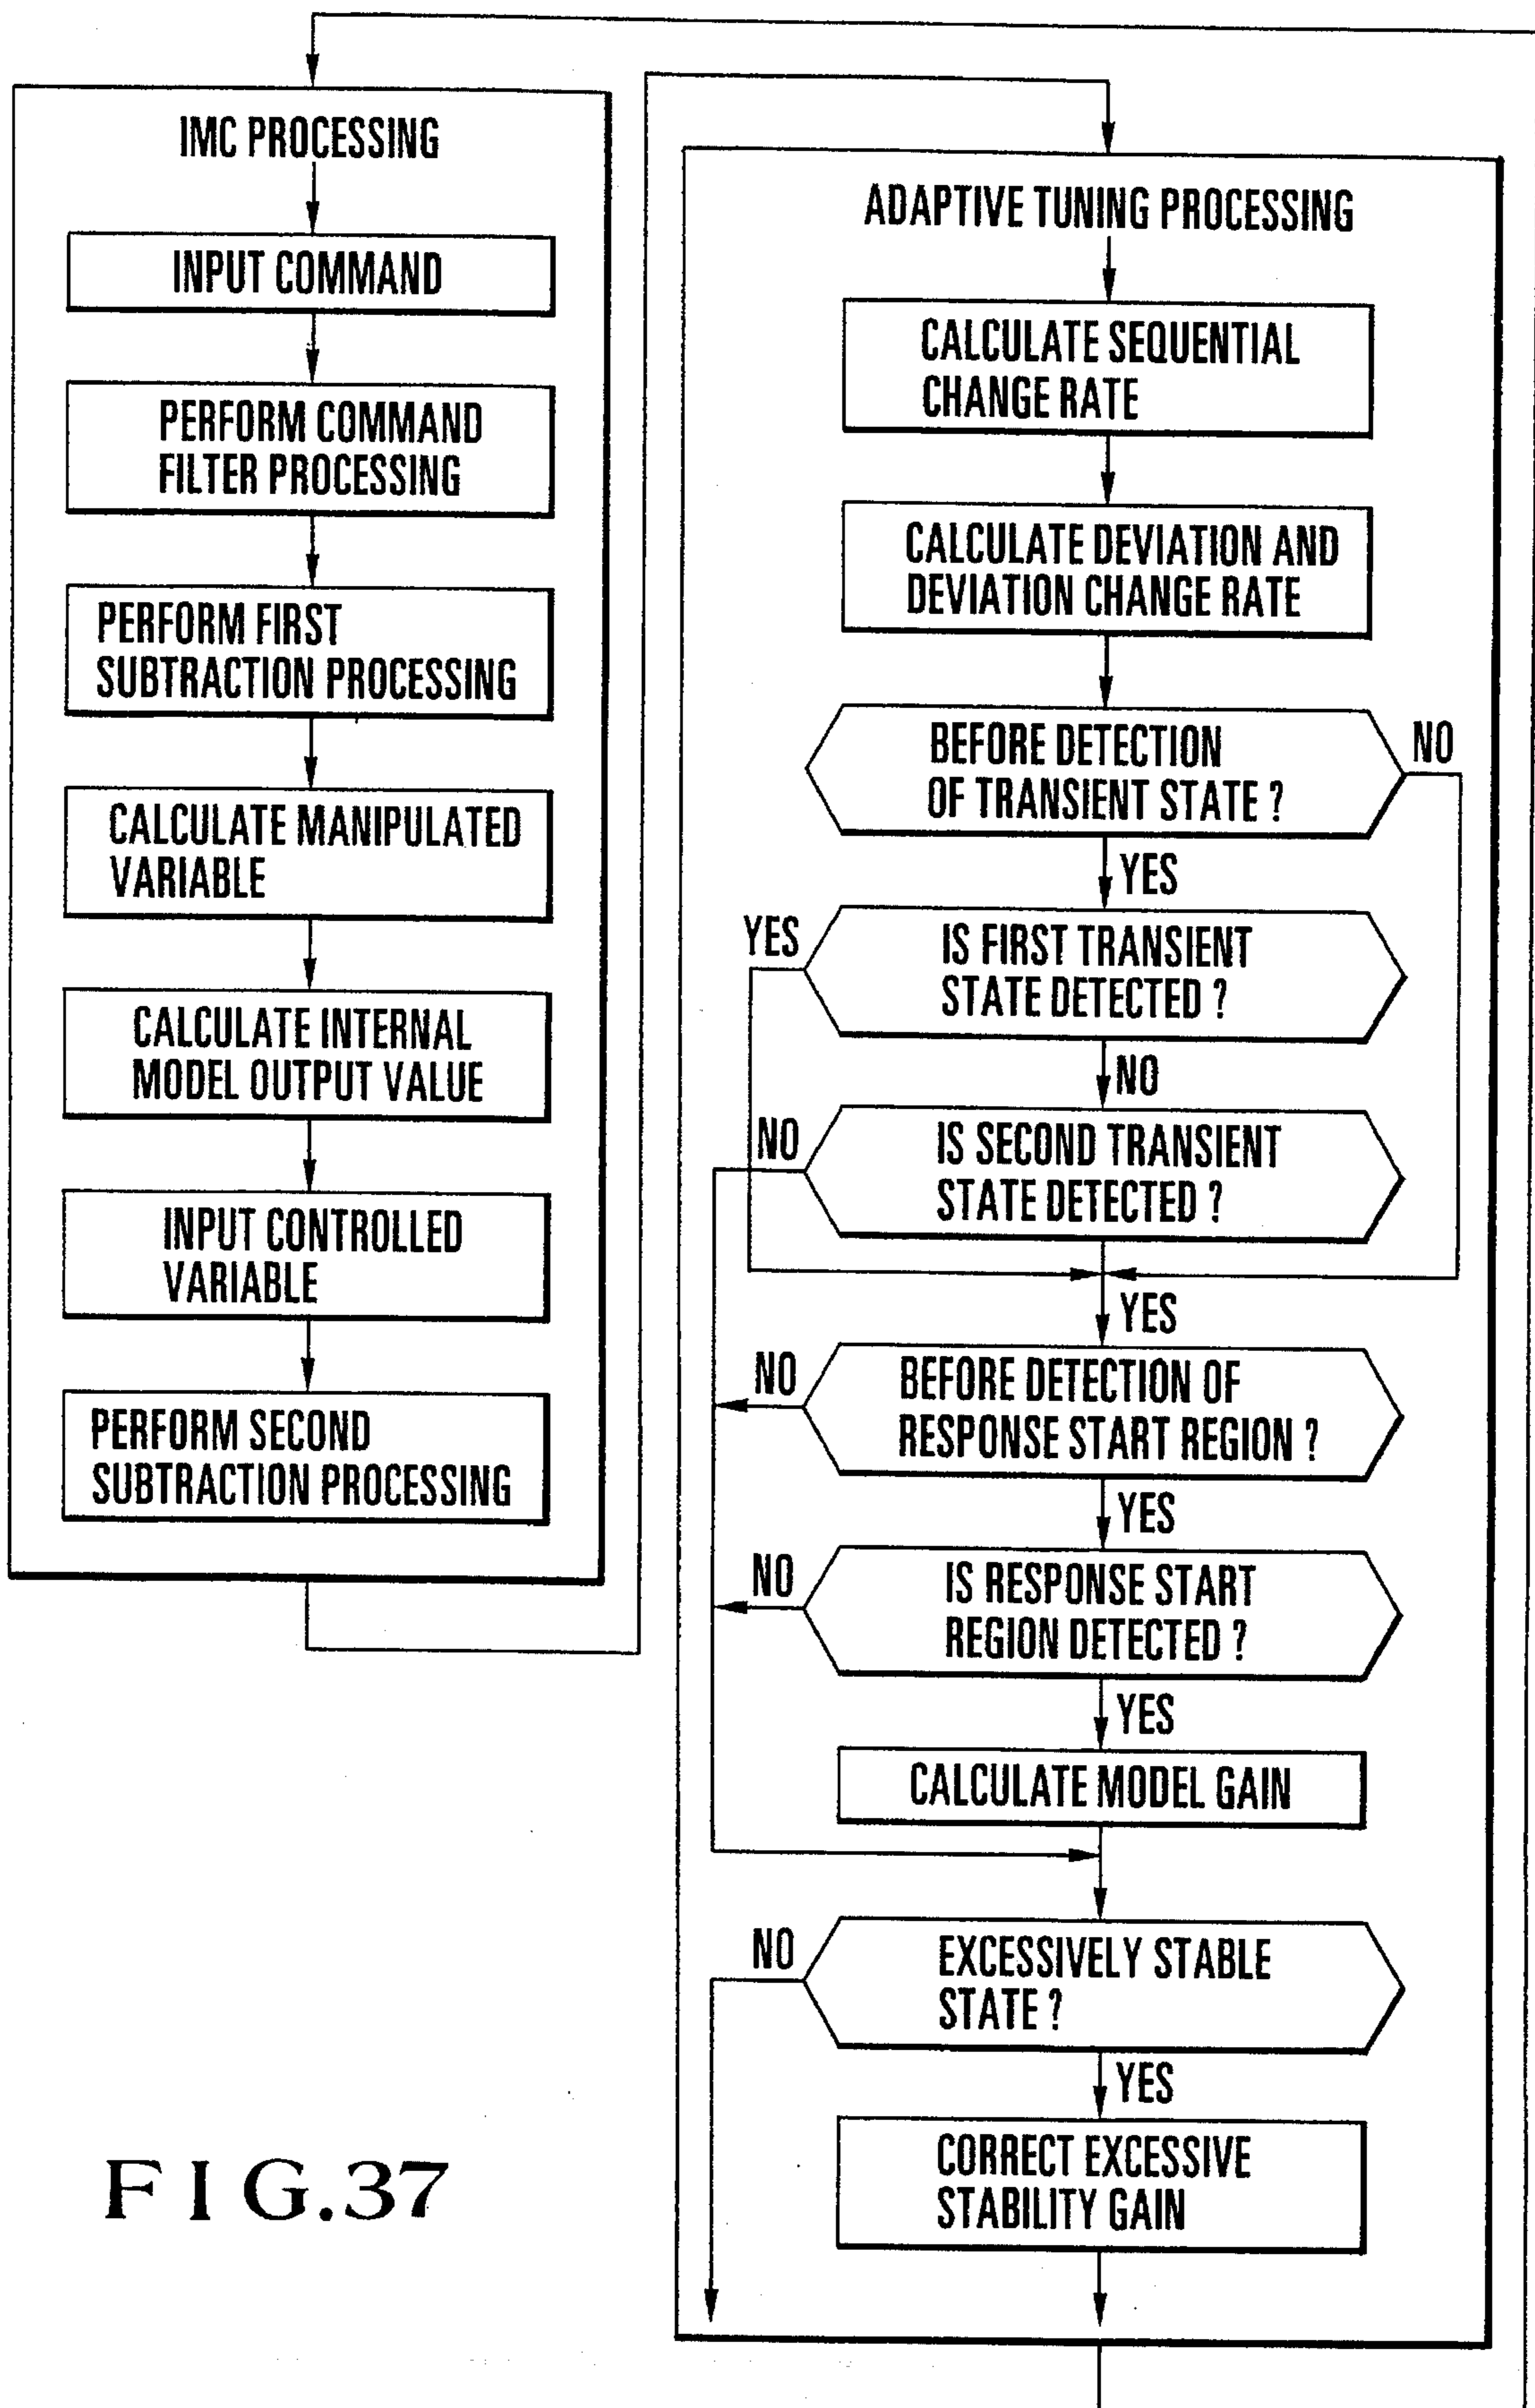 IMC PROCESSING
INPUT COMMAND
PERFORM COMMAND
FILTER PROCESSING
PERFORM FIRST
SUBTRACTION PROCESSING
CALCULATE MANIPULATED
VARIABLE
CALCULATE INTERNAL
MODEL OUTPUT VALUE
INPUT CONTROLLED
VARIABLE
PERFORM SECOND
SUBTRACTION PROCESSING
ADAPTIVE TUNING PROCESSING
CALCULATE SEQUENTIAL
CHANGE RATE
CALCULATE DEVIATION AND
DEVIATION CHANGE RATE
BEFORE DETECTION
OF TRANSIENT STATE ?
NO
YES
YES
IS FIRST TRANSIENT
STATE DETECTED ?
NO
NO
IS SECOND TRANSIENT
STATE DETECTED ?
YES
NO
BEFORE DETECTION OF
RESPONSE START REGION ?
YES
NO
IS RESPONSE START
REGION DETECTED ?
YES
CALCULATE MODEL GAIN
NO
EXCESSIVELY STABLE
STATE ?
YES
CORRECT EXCESSIVE
STABILITY GAIN
FIG.37